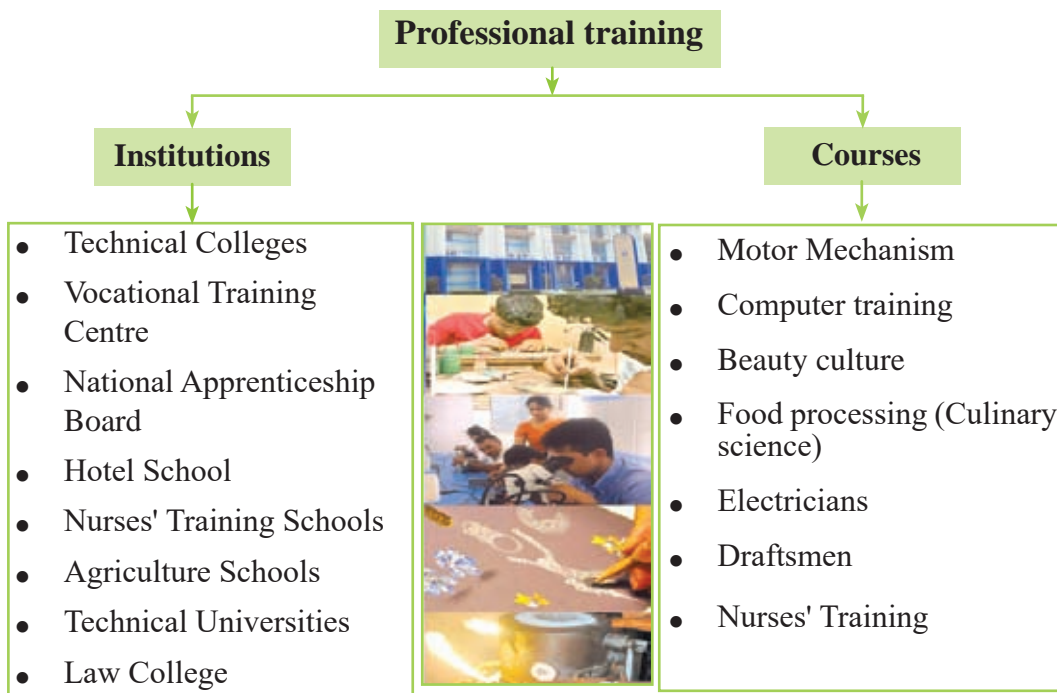 Professional training
Institutions
● Technical Colleges
● Vocational Training
Centre
● National Apprenticeship
Board
● Hotel School
● Nurses' Training Schools
● Agriculture Schools
● Technical Universities
● Law College
Courses
● Motor Mechanism
● Computer training
● Beauty culture
● Food processing (Culinary
science)
● Electricians
● Draftsmen
● Nurses' Training